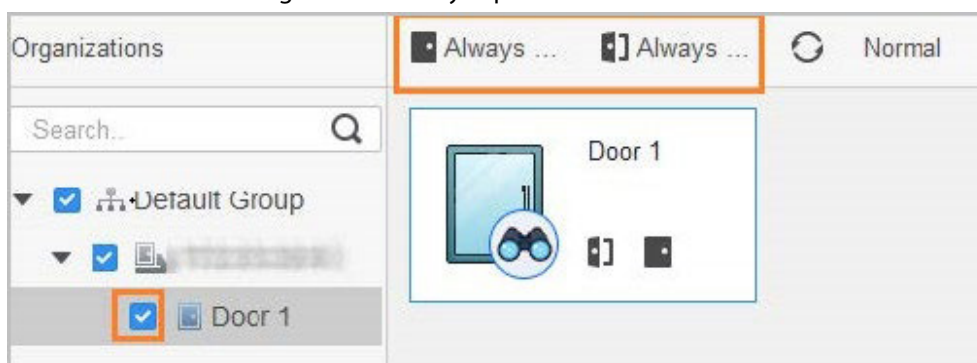 Organizations
Always ... Always ... Normal
Search..
Default Group
Door 1
Door 1